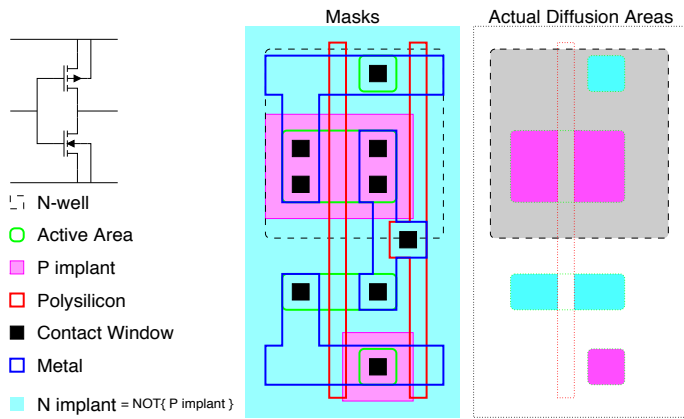 Masks
Actual Diffusion Areas
N-well
Active Area
P implant
Polysilicon
Contact Window
Metal
N implant = NOT{ P implant }